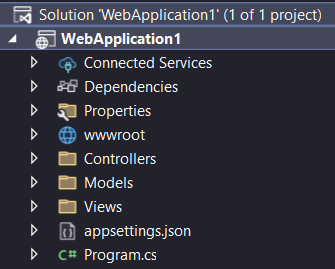 Solution 'WebApplication1' (1 of 1 project)
WebApplication1
Connected Services
Dependencies
Properties
wwwroot
Controllers
Models
Views
appsettings.json
C# Program.cs